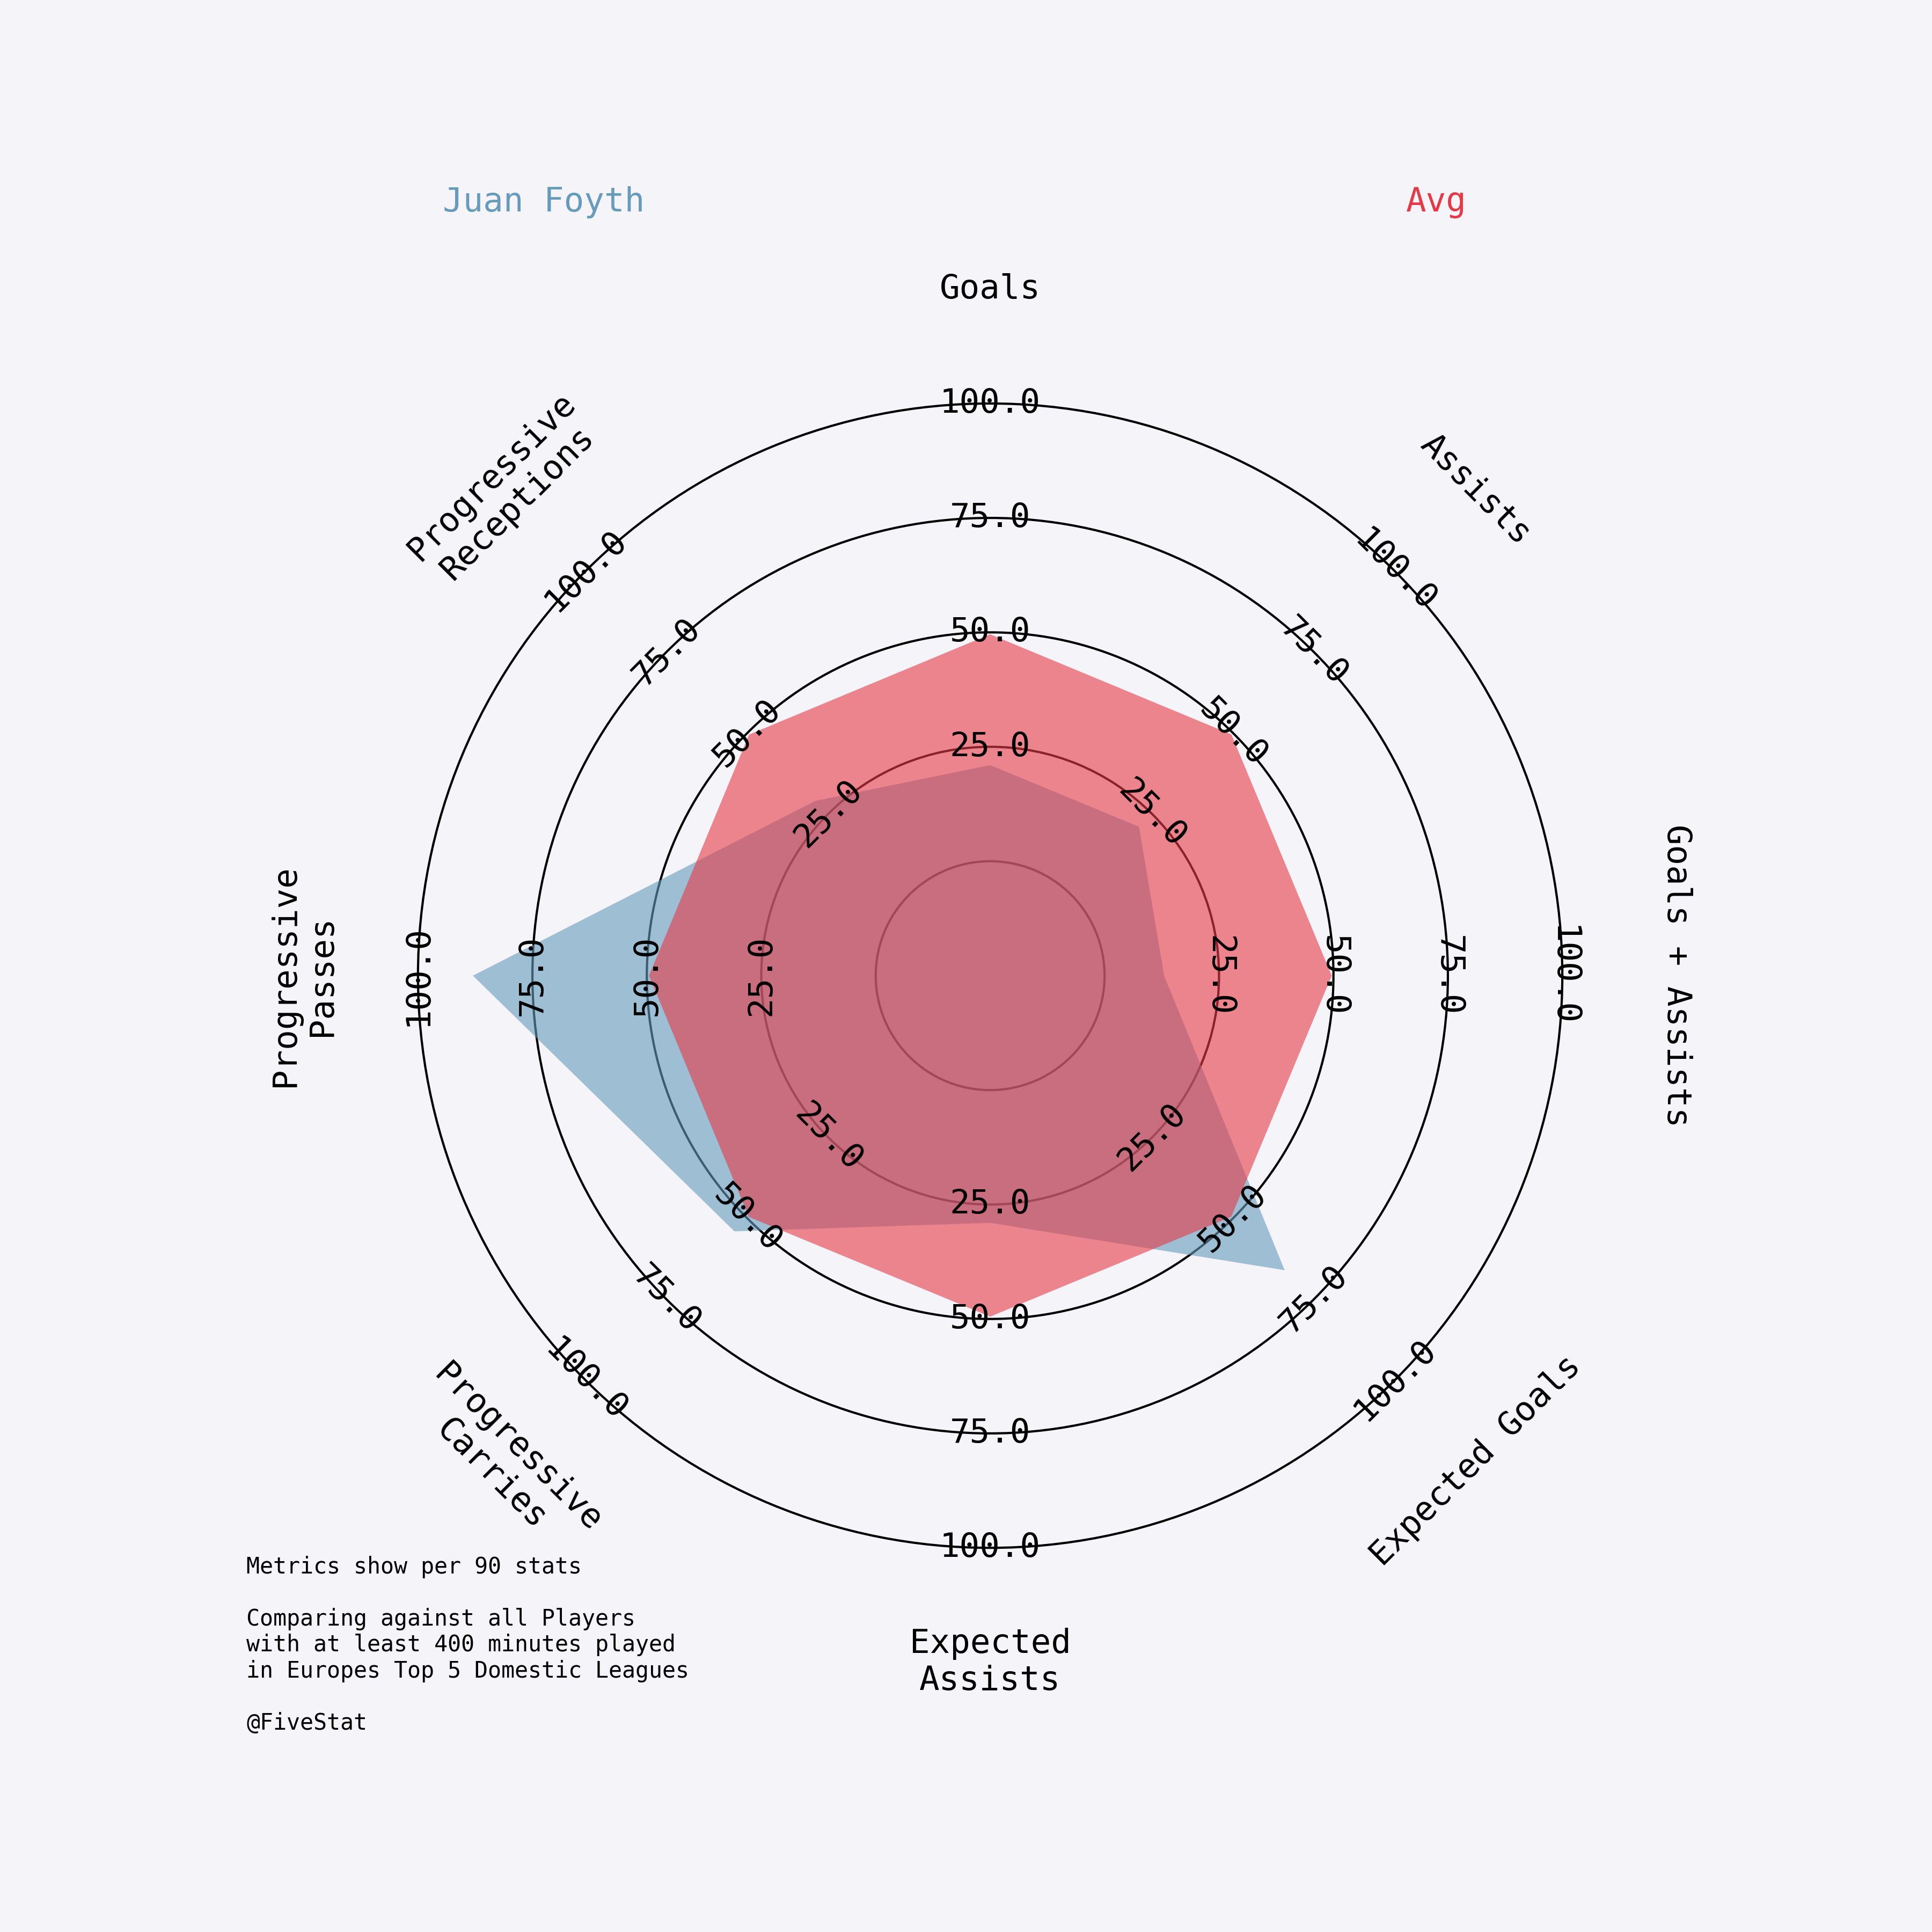 Juan Foyth
Avg
Goals
Assists
Goals + Assists
Expected Goals
Expected
Assists
Progressive
Carries
Progressive
Passes
Progressive
Receptions
25.0
50.0
75.0
100.0
25.0
50.0
75.0
100.0
25.0
50.0
75.0
100.0
25.0
50.0
75.0
100.0
25.0
50.0
75.0
100.0
25.0
50.0
75.0
100.0
25.0
50.0
75.0
100.0
25.0
50.0
75.0
100.0
Metrics show per 90 stats
Comparing against all Players
with at least 400 minutes played
in Europes Top 5 Domestic Leagues
@FiveStat